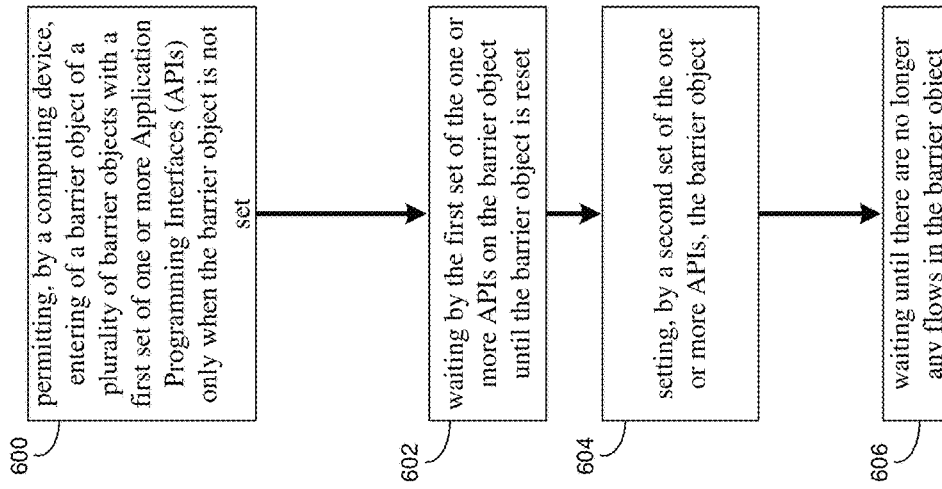 600
permitting, by a computing device,
entering of a barrier object of a
plurality of barrier objects with a
first set of one or more Application
Programming Interfaces (APIs)
only when the barrier object is not
set
602
waiting by the first set of the one or
more APIs on the barrier object
until the barrier object is reset
604
setting, by a second set of the one
or more APIs, the barrier object
606
waiting until there are no longer
any flows in the barrier object